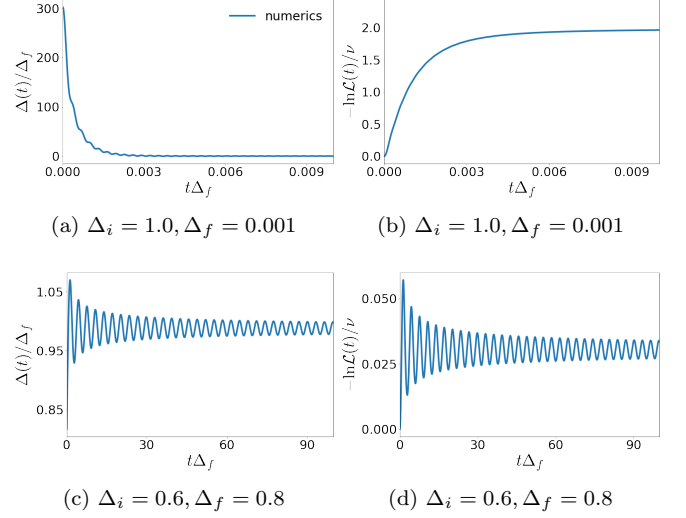 300
200
100
0
Δ(t)/Δ_f
numerics
0.000 0.003 0.006 0.009
tΔ_f
2.0
1.5
1.0
0.5
0.0
−lnℒ(t)/ν
0.000 0.003 0.006 0.009
tΔ_f
(a) Δ_i = 1.0, Δ_f = 0.001
(b) Δ_i = 1.0, Δ_f = 0.001
1.05
0.95
0.85
Δ(t)/Δ_f
0 30 60 90
tΔ_f
0.050
0.025
0.000
−lnℒ(t)/ν
0 30 60 90
tΔ_f
(c) Δ_i = 0.6, Δ_f = 0.8
(d) Δ_i = 0.6, Δ_f = 0.8